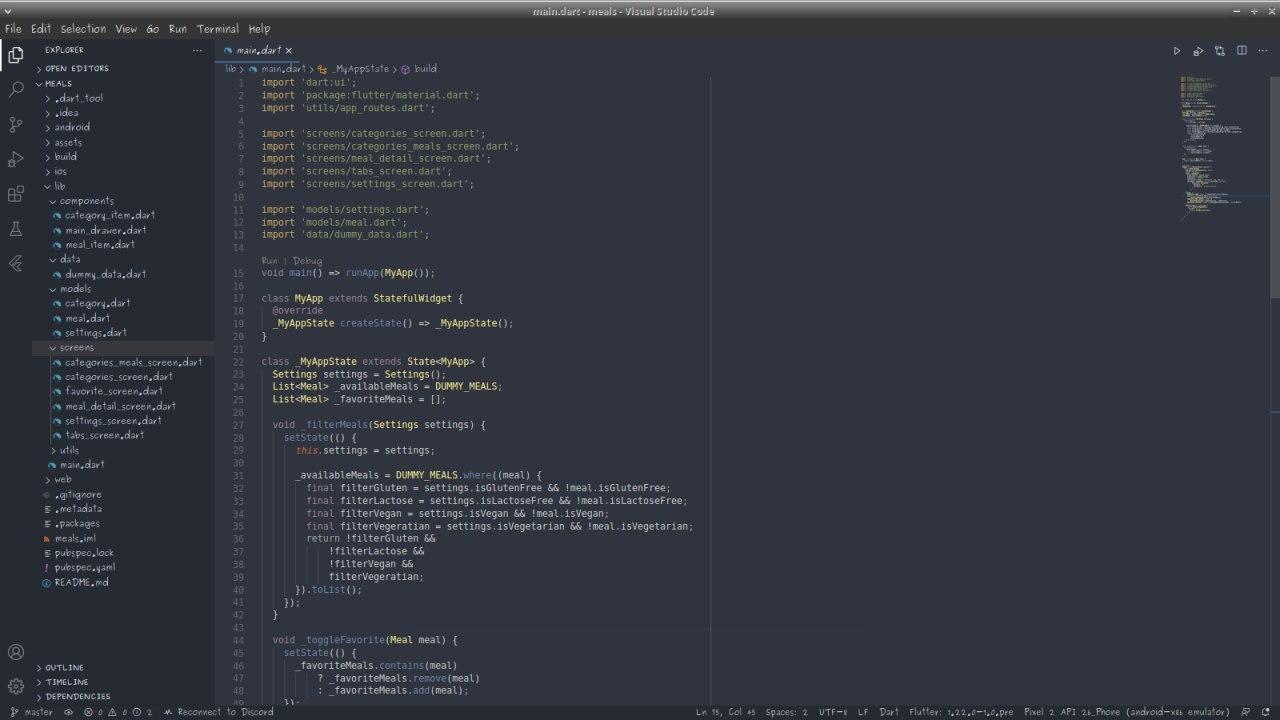 main.dart - meals - Visual Studio Code
File Edit Selection View Go Run Terminal Help
EXPLORER
OPEN EDITORS
MEALS
.dart_tool
.idea
android
assets
build
ios
lib
components
category_item.dart
main_drawer.dart
meal_item.dart
data
dummy_data.dart
models
category.dart
meal.dart
settings.dart
screens
categories_meals_screen.dart
categories_screen.dart
favorite_screen.dart
meal_detail_screen.dart
settings_screen.dart
tabs_screen.dart
utils
main.dart
web
.gitignore
.metadata
.packages
meals.iml
pubspec.lock
pubspec.yaml
README.md
OUTLINE
TIMELINE
DEPENDENCIES
main.dart
lib > main.dart > _MyAppState > build
1 import 'dart:ui';
2 import 'package:flutter/material.dart';
3 import 'utils/app_routes.dart';
4
5 import 'screens/categories_screen.dart';
6 import 'screens/categories_meals_screen.dart';
7 import 'screens/meal_detail_screen.dart';
8 import 'screens/tabs_screen.dart';
9 import 'screens/settings_screen.dart';
10
11 import 'models/settings.dart';
12 import 'models/meal.dart';
13 import 'data/dummy_data.dart';
14
Run | Debug
15 void main() => runApp(MyApp());
16
17 class MyApp extends StatefulWidget {
18 @override
19 _MyAppState createState() => _MyAppState();
20 }
21
22 class _MyAppState extends State<MyApp> {
23 Settings settings = Settings();
24 List<Meal> _availableMeals = DUMMY_MEALS;
25 List<Meal> _favoriteMeals = [];
26
27 void _filterMeals(Settings settings) {
28 setState(() {
29 this.settings = settings;
30
31 _availableMeals = DUMMY_MEALS.where((meal) {
32 final filterGluten = settings.isGlutenFree && !meal.isGlutenFree;
33 final filterLactose = settings.isLactoseFree && !meal.isLactoseFree;
34 final filterVegan = settings.isVegan && !meal.isVegan;
35 final filterVegeratian = settings.isVegetarian && !meal.isVegetarian;
36 return !filterGluten &&
37 !filterLactose &&
38 !filterVegan &&
39 filterVegeratian;
40 }).toList();
41 });
42 }
43
44 void _toggleFavorite(Meal meal) {
45 setState(() {
46 _favoriteMeals.contains(meal)
47 ? _favoriteMeals.remove(meal)
48 : _favoriteMeals.add(meal);
49 });
master 0 0 2 Reconnect to Discord Ln 95, Col 45 Spaces: 2 UTF-8 LF Dart Flutter: 1.22.0-1.0.pre Pixel 2 API 26_Phone (android-x86 emulator)